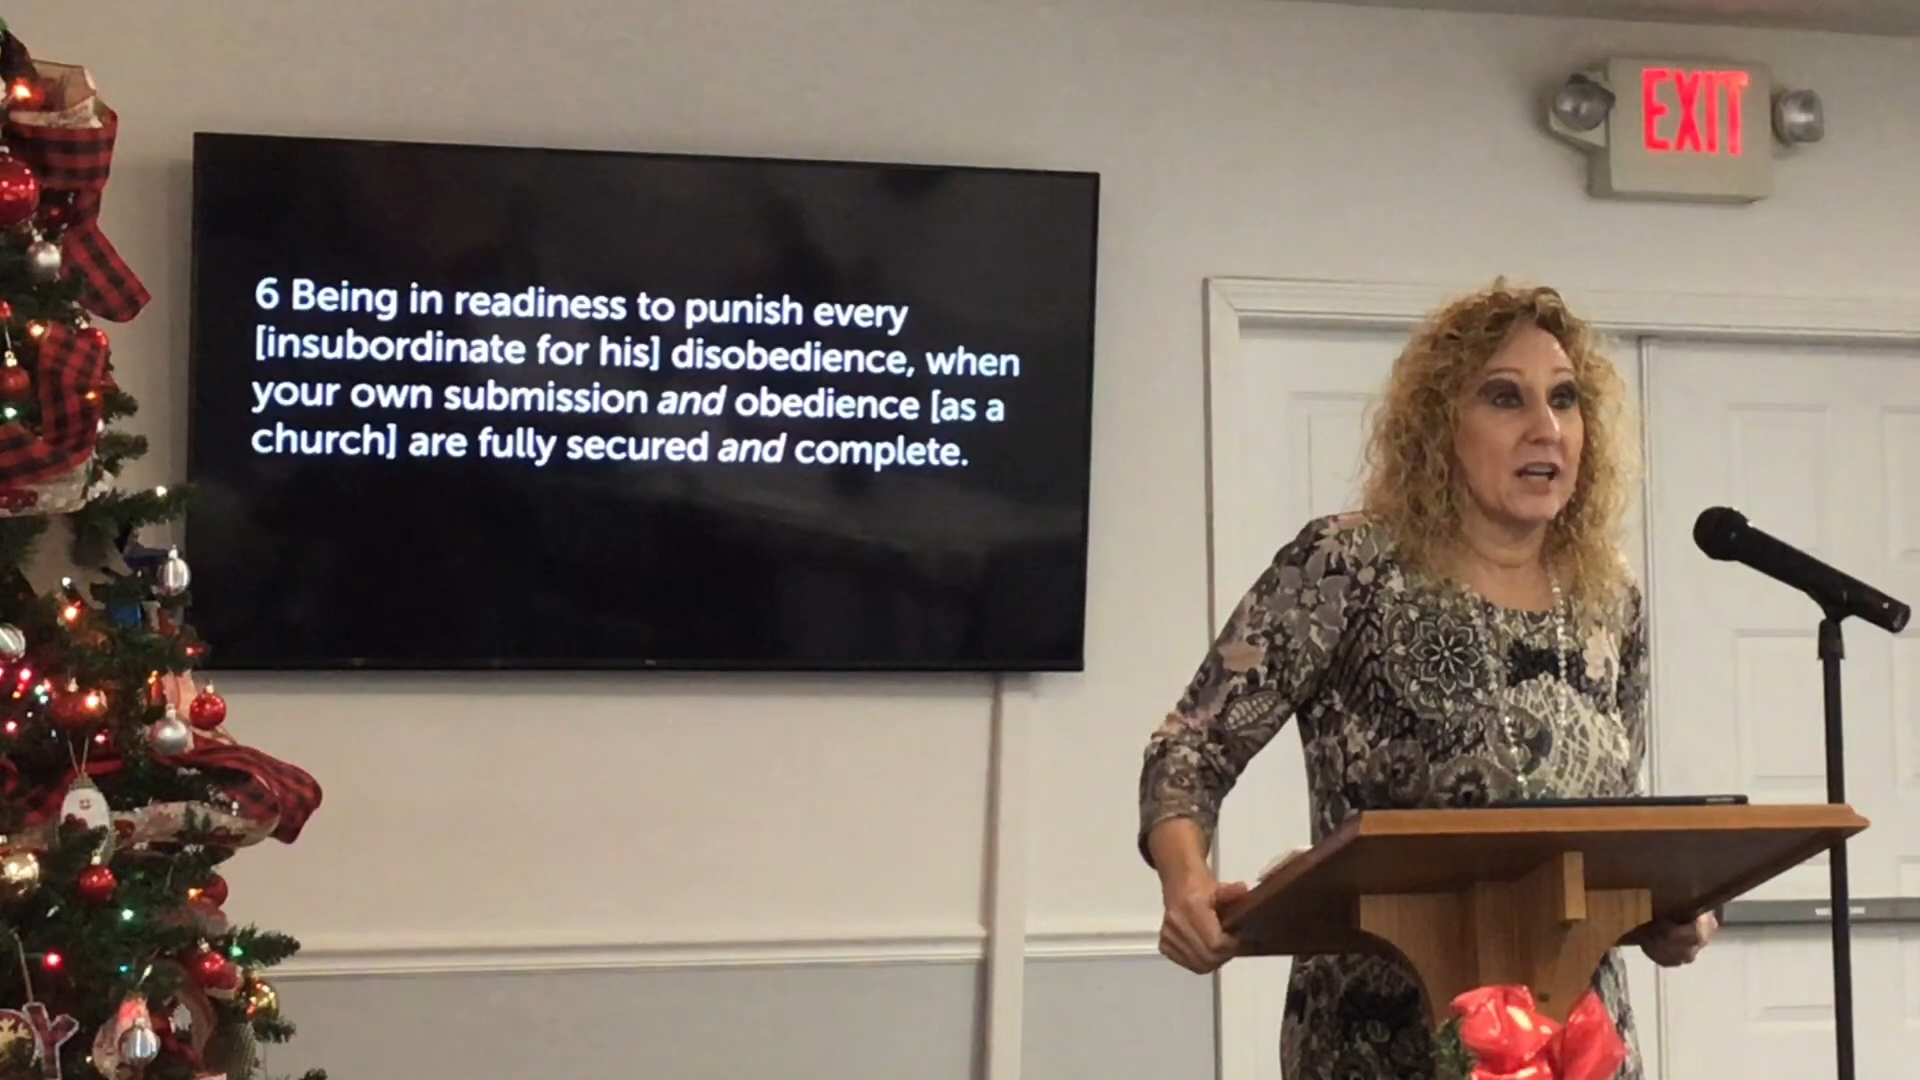 6 Being in readiness to punish every
[insubordinate for his] disobedience, when
your own submission and obedience [as a
church] are fully secured and complete.
EXIT